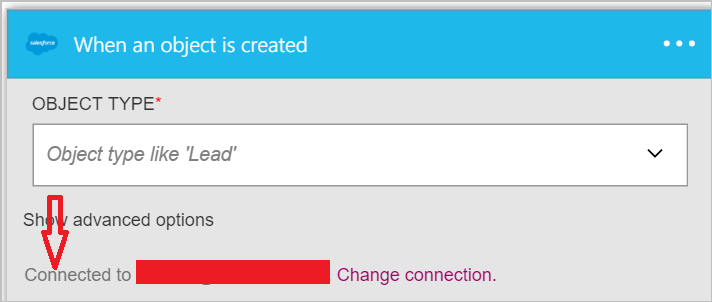 salesforce
When an object is created
OBJECT TYPE*
Object type like 'Lead'
Show advanced options
Connected to Change connection.